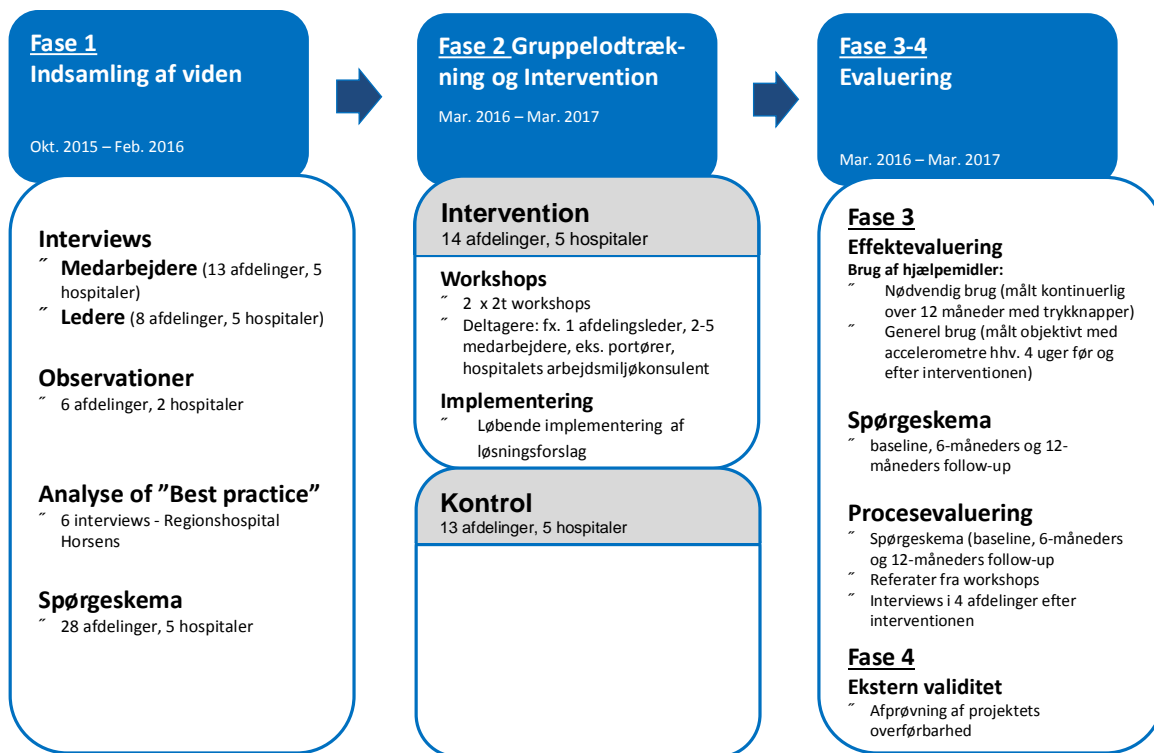 Fase 1
Indsamling af viden
Okt. 2015 – Feb. 2016
Interviews
˝ Medarbejdere (13 afdelinger, 5
hospitaler)
˝ Ledere (8 afdelinger, 5 hospitaler)
Observationer
˝ 6 afdelinger, 2 hospitaler
Analyse of ”Best practice”
˝ 6 interviews - Regionshospital
Horsens
Spørgeskema
˝ 28 afdelinger, 5 hospitaler
Fase 2 Gruppelodtræk-
ning og Intervention
Mar. 2016 – Mar. 2017
Intervention
14 afdelinger, 5 hospitaler
Workshops
˝ 2 x 2t workshops
˝ Deltagere: fx. 1 afdelingsleder, 2-5
medarbejdere, eks. portører,
hospitalets arbejdsmiljøkonsulent
Implementering
˝ Løbende implementering af
løsningsforslag
Kontrol
13 afdelinger, 5 hospitaler
Fase 3-4
Evaluering
Mar. 2016 – Mar. 2017
Fase 3
Effektevaluering
Brug af hjælpemidler:
˝ Nødvendig brug (målt kontinuerlig
over 12 måneder med trykknapper)
˝ Generel brug (målt objektivt med
accelerometre hhv. 4 uger før og
efter interventionen)
Spørgeskema
˝ baseline, 6-måneders og 12-
måneders follow-up
Procesevaluering
˝ Spørgeskema (baseline, 6-måneders
og 12-måneders follow-up
˝ Referater fra workshops
˝ Interviews i 4 afdelinger efter
interventionen
Fase 4
Ekstern validitet
˝ Afprøvning af projektets
overførbarhed